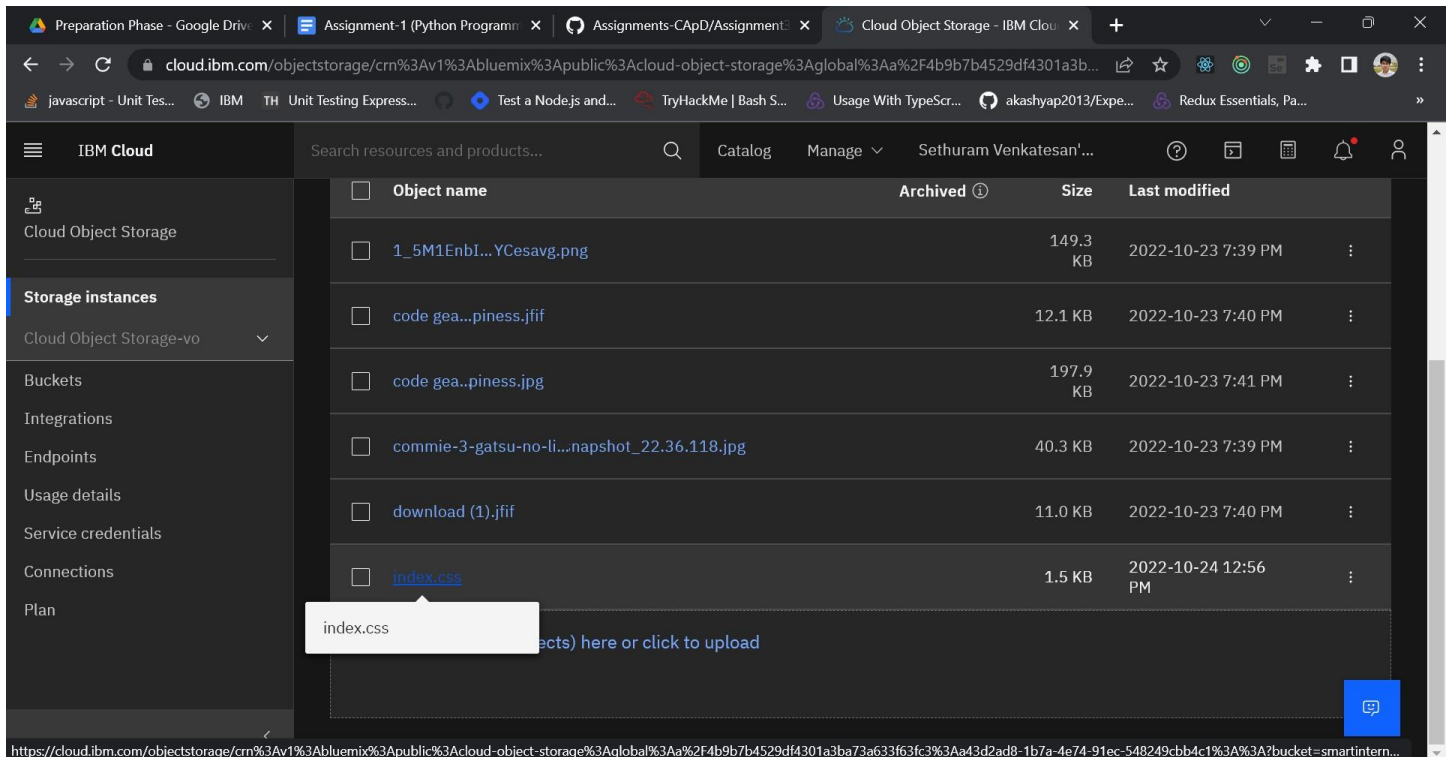 Preparation Phase - Google Drive
Assignment-1 (Python Programm
Assignments-CApD/Assignment3
Cloud Object Storage - IBM Clou
cloud.ibm.com/objectstorage/crn%3Av1%3Abluemix%3Apublic%3Acloud-object-storage%3Aglobal%3Aa%2F4b9b7b4529df4301a3b...
javascript - Unit Tes...
IBM
TH Unit Testing Express...
Test a Node.js and...
TryHackMe | Bash S...
Usage With TypeScr...
akashyap2013/Expe...
Redux Essentials, Pa...
»
IBM Cloud
Search resources and products...
Catalog
Manage
Sethuram Venkatesan'...
Cloud Object Storage
Storage instances
Cloud Object Storage-vo
Buckets
Integrations
Endpoints
Usage details
Service credentials
Connections
Plan
Object name Archived Size Last modified
1_5M1EnbI...YCesavg.png 149.3 KB 2022-10-23 7:39 PM
code gea...piness.jfif 12.1 KB 2022-10-23 7:40 PM
code gea...piness.jpg 197.9 KB 2022-10-23 7:41 PM
commie-3-gatsu-no-li...napshot_22.36.118.jpg 40.3 KB 2022-10-23 7:39 PM
download (1).jfif 11.0 KB 2022-10-23 7:40 PM
index.css 1.5 KB 2022-10-24 12:56 PM
index.css
ects) here or click to upload
https://cloud.ibm.com/objectstorage/crn%3Av1%3Abluemix%3Apublic%3Acloud-object-storage%3Aglobal%3Aa%2F4b9b7b4529df4301a3ba73a633f63fc3%3Aa43d2ad8-1b7a-4e74-91ec-548249cbb4c1%3A%3A?bucket=smartintern...